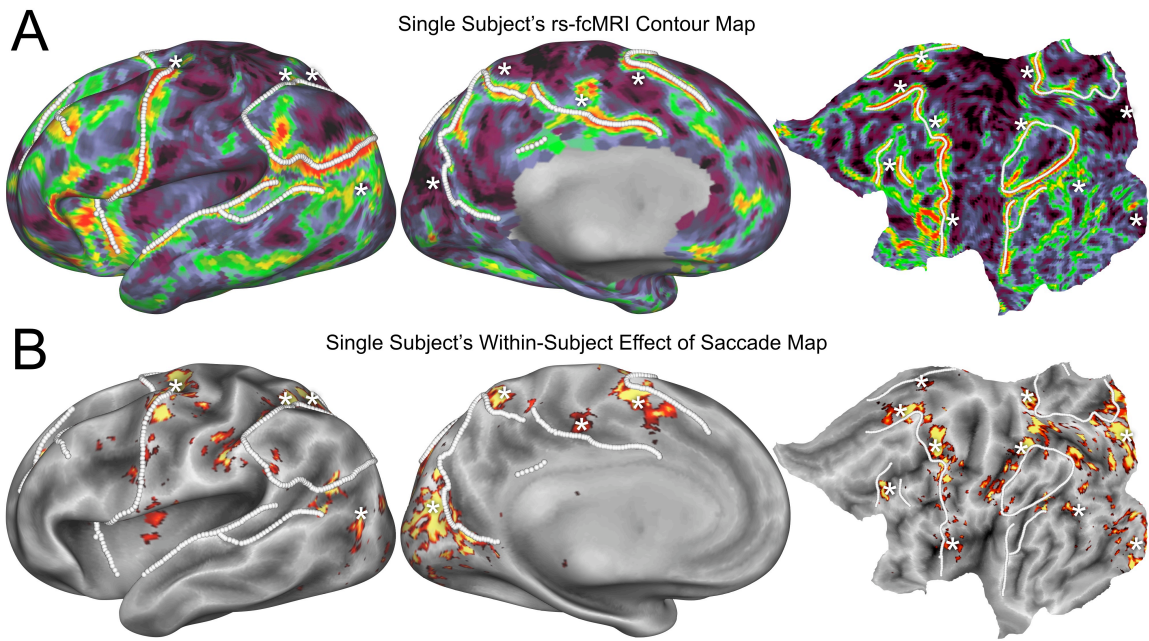 A
Single Subject's rs-fcMRI Contour Map
B
Single Subject's Within-Subject Effect of Saccade Map